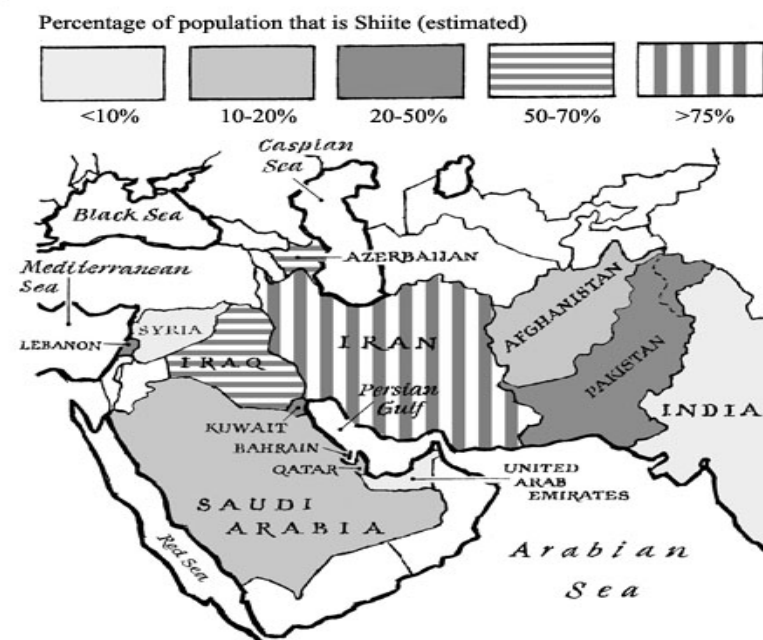 Percentage of population that is Shiite (estimated)
<10% 10-20% 20-50% 50-70% >75%
Caspian
Sea
Black Sea
AZERBAIJAN
Mediterranean
Sea
SYRIA
AFGHANISTAN
LEBANON
IRAN
IRAQ
PAKISTAN
Persian
Gulf
INDIA
KUWAIT
BAHRAIN
QATAR
UNITED
ARAB
EMIRATES
SAUDI
ARABIA
Red Sea
Arabian
Sea